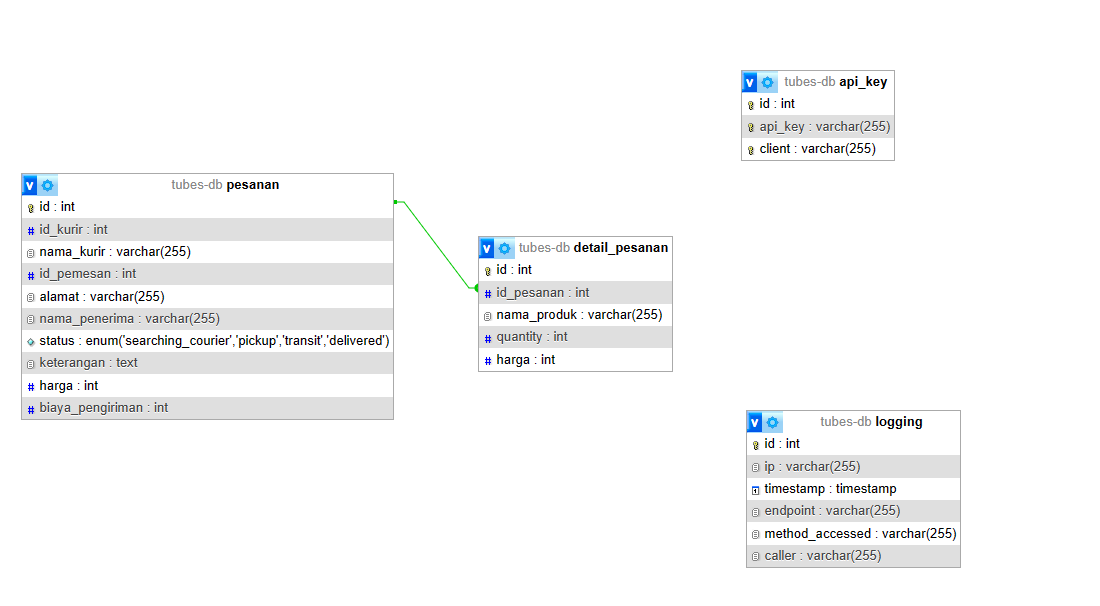 tubes-db pesanan
id : int
id_kurir : int
nama_kurir : varchar(255)
id_pemesan : int
alamat : varchar(255)
nama_penerima : varchar(255)
status : enum('searching_courier','pickup','transit','delivered')
keterangan : text
harga : int
biaya_pengiriman : int
tubes-db detail_pesanan
id : int
id_pesanan : int
nama_produk : varchar(255)
quantity : int
harga : int
tubes-db api_key
id : int
api_key : varchar(255)
client : varchar(255)
tubes-db logging
id : int
ip : varchar(255)
timestamp : timestamp
endpoint : varchar(255)
method_accessed : varchar(255)
caller : varchar(255)